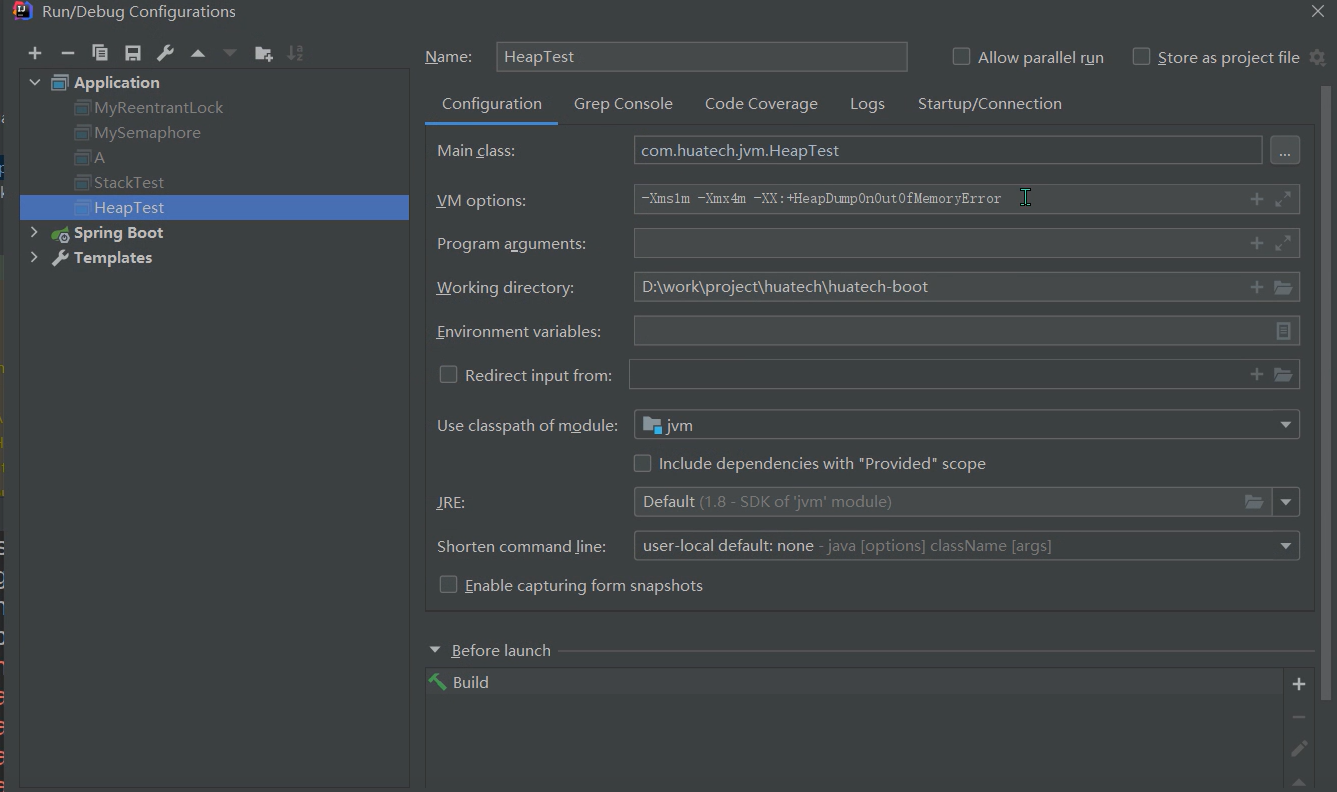 Run/Debug Configurations
Name: HeapTest Allow parallel run Store as project file
Application
MyReentrantLock
MySemaphore
A
StackTest
HeapTest
Spring Boot
Templates
Configuration Grep Console Code Coverage Logs Startup/Connection
Main class: com.huatech.jvm.HeapTest ...
VM options: -Xms1m -Xmx4m -XX:+HeapDumpOnOutOfMemoryError
Program arguments:
Working directory: D:\work\project\huatech\huatech-boot
Environment variables:
Redirect input from:
Use classpath of module: jvm
Include dependencies with "Provided" scope
JRE: Default (1.8 - SDK of 'jvm' module)
Shorten command line: user-local default: none - java [options] className [args]
Enable capturing form snapshots
Before launch
Build